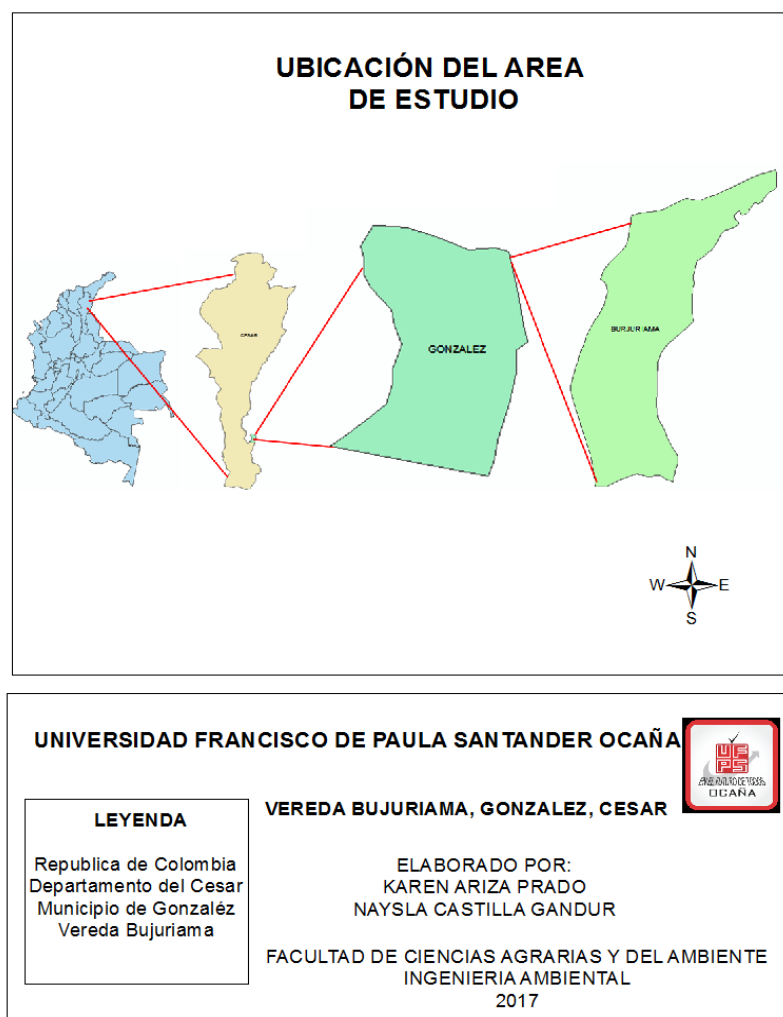 UBICACIÓN DEL AREA
DE ESTUDIO
CESAR
GONZALEZ
BURJURIAMA
N
W
E
S
UNIVERSIDAD FRANCISCO DE PAULA SANTANDER OCAÑA
UFPS
OCAÑA
LEYENDA
Republica de Colombia
Departamento del Cesar
Municipio de Gonzaléz
Vereda Bujuriama
VEREDA BUJURIAMA, GONZALEZ, CESAR
ELABORADO POR:
KAREN ARIZA PRADO
NAYSLA CASTILLA GANDUR
FACULTAD DE CIENCIAS AGRARIAS Y DEL AMBIENTE
INGENIERIA AMBIENTAL
2017